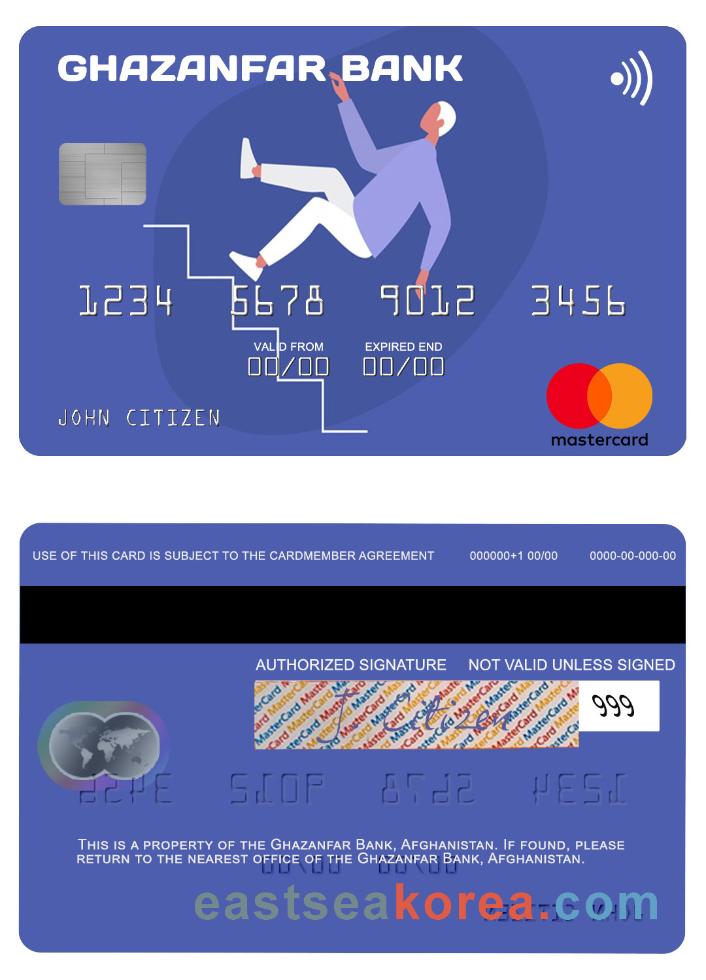 GHAZANFAR BANK
1234 5678 9012 3456
VALID FROM EXPIRED END
00/00 00/00
JOHN CITIZEN
mastercard
USE OF THIS CARD IS SUBJECT TO THE CARDMEMBER AGREEMENT 000000+1 00/00 0000-00-000-00
AUTHORIZED SIGNATURE NOT VALID UNLESS SIGNED
J Citizen 999
THIS IS A PROPERTY OF THE GHAZANFAR BANK, AFGHANISTAN. IF FOUND, PLEASE
RETURN TO THE NEAREST OFFICE OF THE GHAZANFAR BANK, AFGHANISTAN.
eastseakorea.com